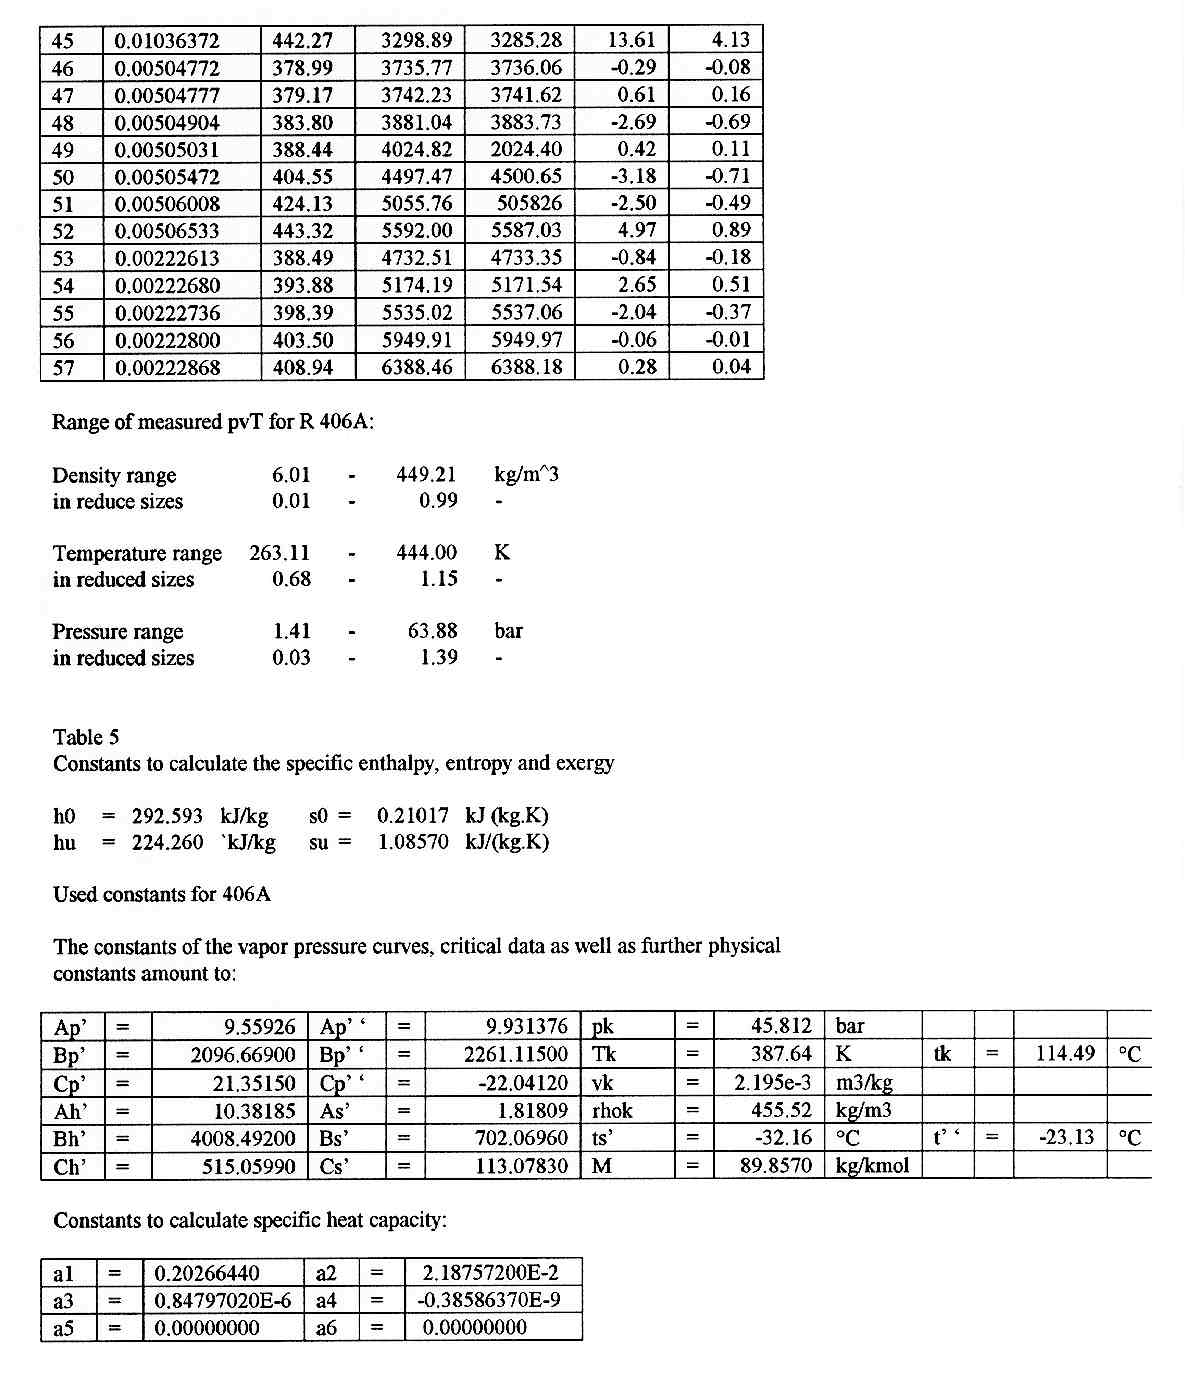 45 0.01036372 442.27 3298.89 3285.28 13.61 4.13
46 0.00504772 378.99 3735.77 3736.06 -0.29 -0.08
47 0.00504777 379.17 3742.23 3741.62 0.61 0.16
48 0.00504904 383.80 3881.04 3883.73 -2.69 -0.69
49 0.00505031 388.44 4024.82 2024.40 0.42 0.11
50 0.00505472 404.55 4497.47 4500.65 -3.18 -0.71
51 0.00506008 424.13 5055.76 505826 -2.50 -0.49
52 0.00506533 443.32 5592.00 5587.03 4.97 0.89
53 0.00222613 388.49 4732.51 4733.35 -0.84 -0.18
54 0.00222680 393.88 5174.19 5171.54 2.65 0.51
55 0.00222736 398.39 5535.02 5537.06 -2.04 -0.37
56 0.00222800 403.50 5949.91 5949.97 -0.06 -0.01
57 0.00222868 408.94 6388.46 6388.18 0.28 0.04
Range of measured pvT for R 406A:
Density range 6.01 - 449.21 kg/m^3
in reduce sizes 0.01 - 0.99 -
Temperature range 263.11 - 444.00 K
in reduced sizes 0.68 - 1.15 -
Pressure range 1.41 - 63.88 bar
in reduced sizes 0.03 - 1.39 -
Table 5
Constants to calculate the specific enthalpy, entropy and exergy
h0 = 292.593 kJ/kg s0 = 0.21017 kJ (kg.K)
hu = 224.260 `kJ/kg su = 1.08570 kJ/(kg.K)
Used constants for 406A
The constants of the vapor pressure curves, critical data as well as further physical
constants amount to:
Ap’ = 9.55926 Ap’ ‘ = 9.931376 pk = 45.812 bar
Bp’ = 2096.66900 Bp’ ‘ = 2261.11500 Tk = 387.64 K tk = 114.49 °C
Cp’ = 21.35150 Cp’ ‘ = -22.04120 vk = 2.195e-3 m3/kg
Ah’ = 10.38185 As’ = 1.81809 rhok = 455.52 kg/m3
Bh’ = 4008.49200 Bs’ = 702.06960 ts’ = -32.16 °C t’ ‘ = -23.13 °C
Ch’ = 515.05990 Cs’ = 113.07830 M = 89.8570 kg/kmol
Constants to calculate specific heat capacity:
a1 = 0.20266440 a2 = 2.18757200E-2
a3 = 0.84797020E-6 a4 = -0.38586370E-9
a5 = 0.00000000 a6 = 0.00000000